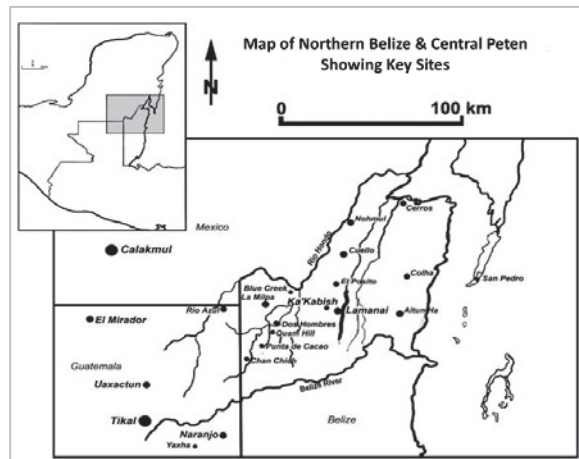 Map of Northern Belize & Central Peten
Showing Key Sites
N
0 100 km
Mexico
Calakmul
Nohmul
Cerros
Rio Hondo
Cuello
Colha
San Pedro
El Posito
Blue Creek
La Milpa
Ka'Kabish
Lamanai
Altun Ha
Rio Azul
El Mirador
Dos Hombres
Quam Hill
Punta de Cacao
Chan Chich
Guatemala
Uaxactun
Belize River
Belize
Tikal
Naranjo
Yaxha